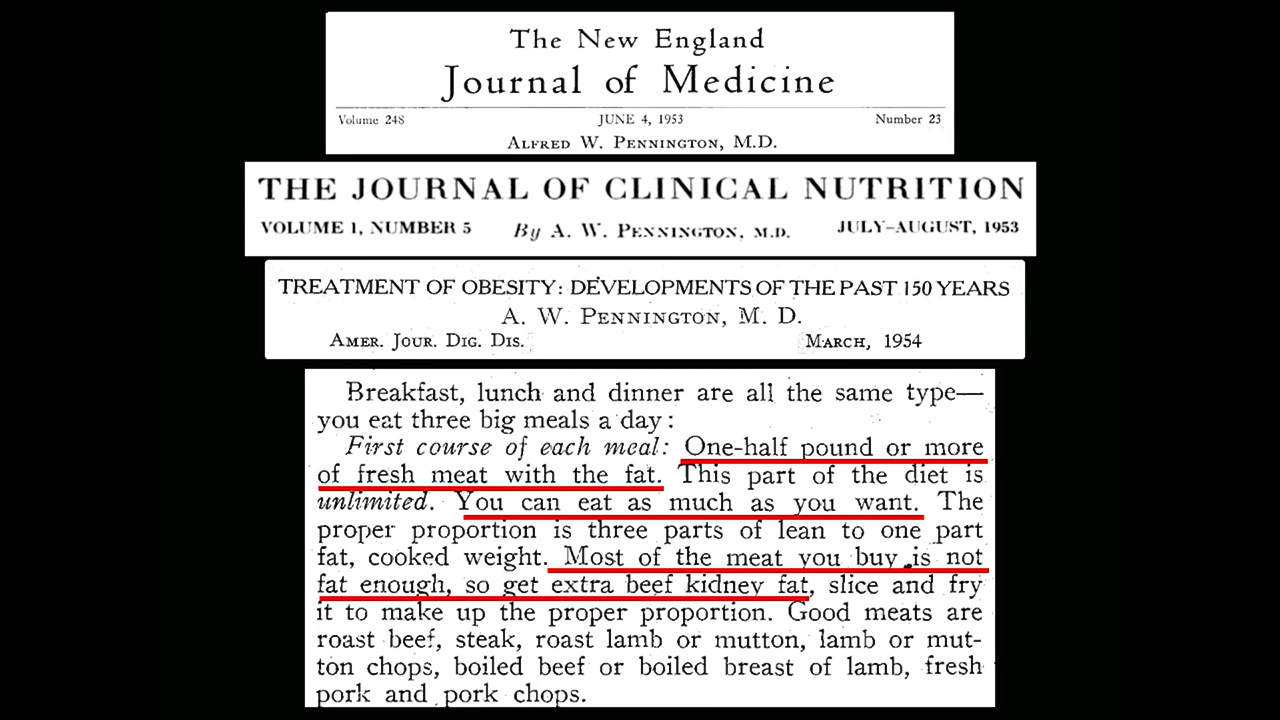 The New England
Journal of Medicine
Volume 248 JUNE 4, 1953 Number 23
ALFRED W. PENNINGTON, M.D.
THE JOURNAL OF CLINICAL NUTRITION
VOLUME 1, NUMBER 5 By A. W. PENNINGTON, M.D. JULY–AUGUST, 1953
TREATMENT OF OBESITY: DEVELOPMENTS OF THE PAST 150 YEARS
A. W. PENNINGTON, M. D.
AMER. JOUR. DIG. DIS. MARCH, 1954
Breakfast, lunch and dinner are all the same type—
you eat three big meals a day:
First course of each meal: One-half pound or more
of fresh meat with the fat. This part of the diet is
unlimited. You can eat as much as you want. The
proper proportion is three parts of lean to one part
fat, cooked weight. Most of the meat you buy is not
fat enough, so get extra beef kidney fat, slice and fry
it to make up the proper proportion. Good meats are
roast beef, steak, roast lamb or mutton, lamb or mut-
ton chops, boiled beef or boiled breast of lamb, fresh
pork and pork chops.